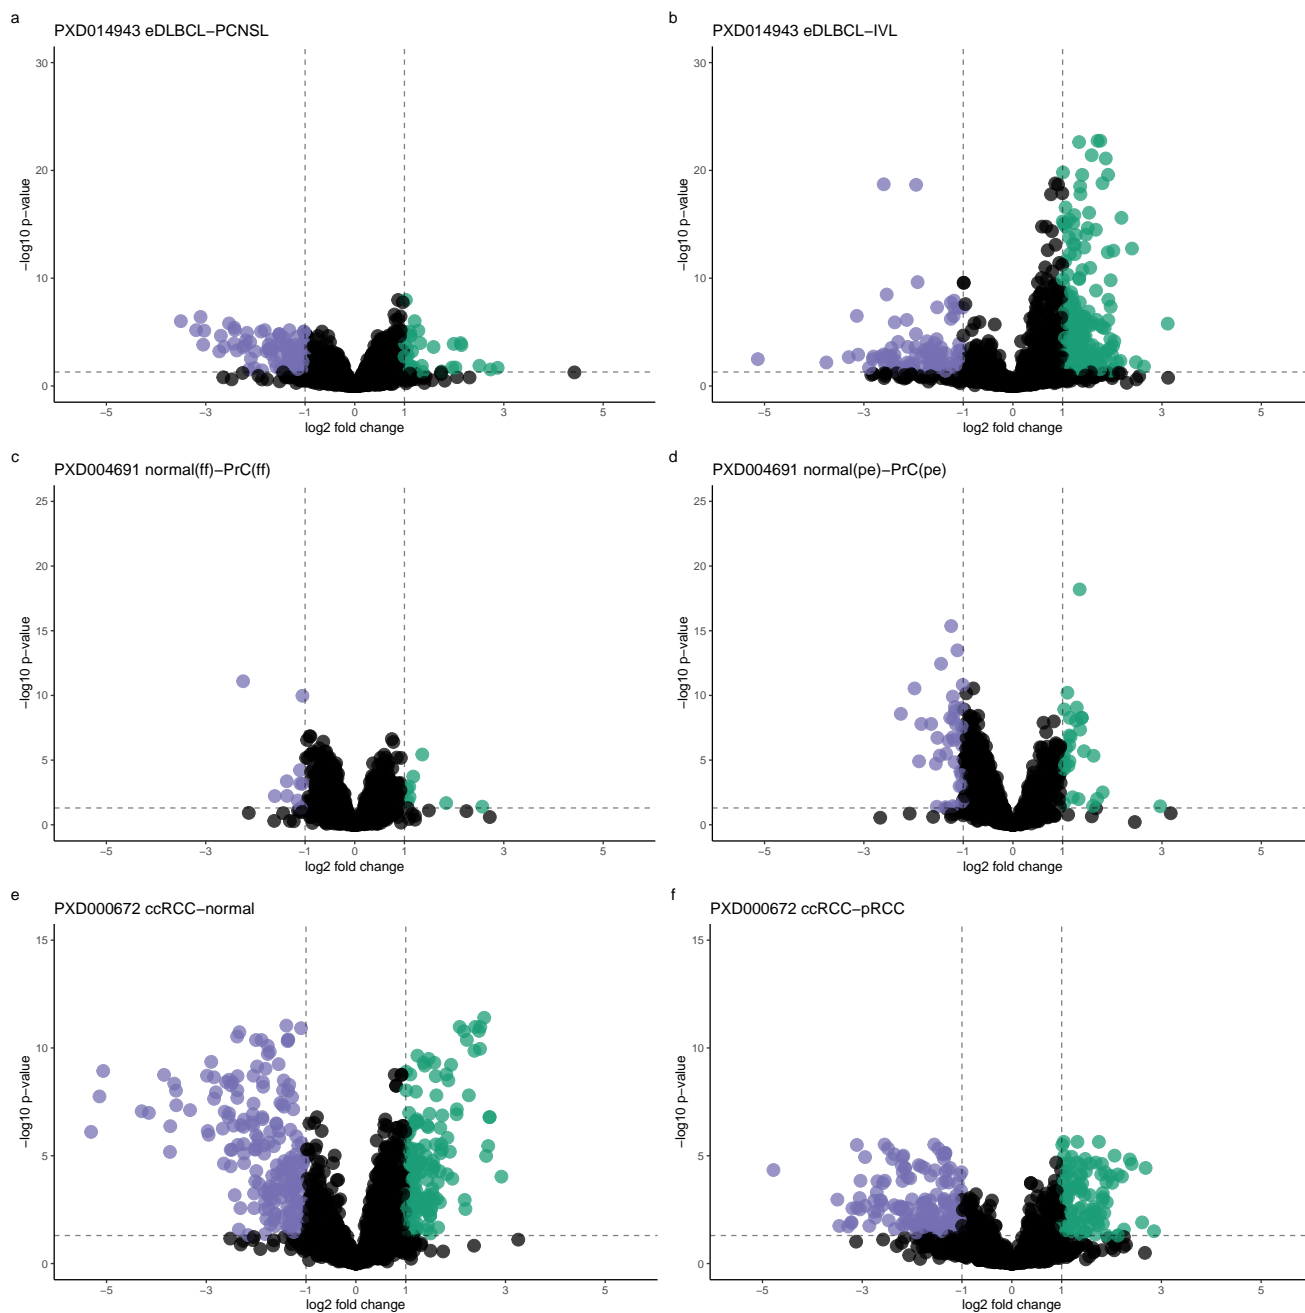 a
PXD014943 eDLBCL−PCNSL
30
20
10
0
−log10 p−value
−5
−3
−1
0
1
3
5
log2 fold change
b
PXD014943 eDLBCL−IVL
30
20
10
0
−log10 p−value
−5
−3
−1
0
1
3
5
log2 fold change
c
PXD004691 normal(ff)−PrC(ff)
25
20
15
10
5
0
−log10 p−value
−5
−3
−1
0
1
3
5
log2 fold change
d
PXD004691 normal(pe)−PrC(pe)
25
20
15
10
5
0
−log10 p−value
−5
−3
−1
0
1
3
5
log2 fold change
e
PXD000672 ccRCC−normal
15
10
5
0
−log10 p−value
−5
−3
−1
0
1
3
5
log2 fold change
f
PXD000672 ccRCC−pRCC
15
10
5
0
−log10 p−value
−5
−3
−1
0
1
3
5
log2 fold change